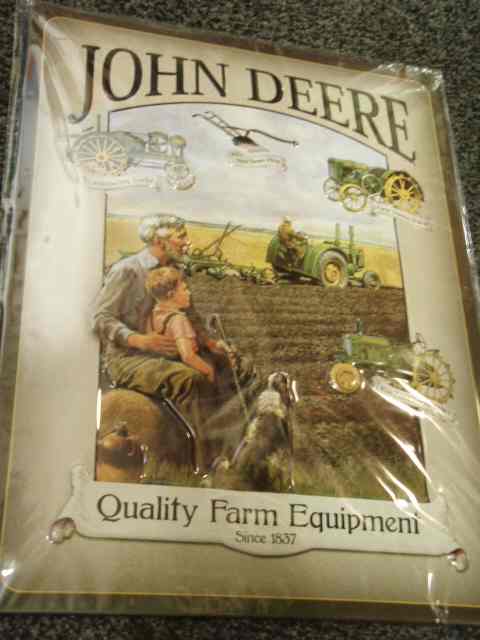 JOHN DEERE
Quality Farm Equipment
Since 1837